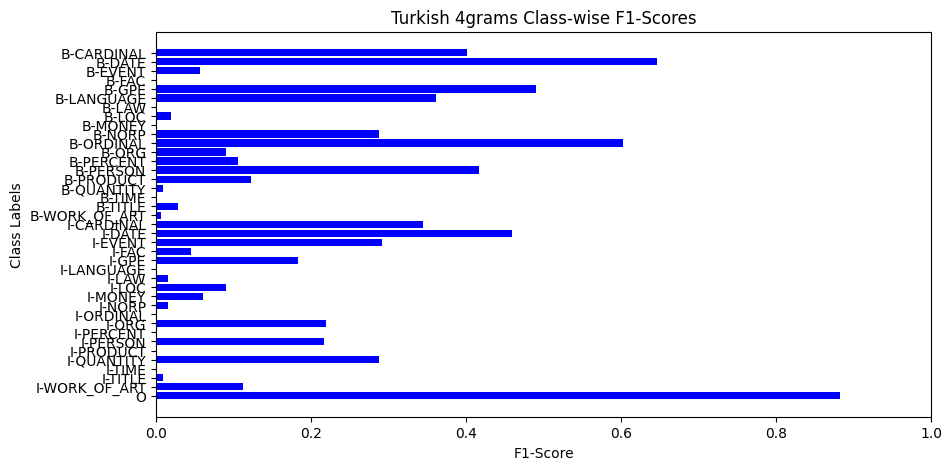 Turkish 4grams Class-wise F1-Scores
B-CARDINAL
B-DATE
B-EVENT
B-FAC
B-GPE
B-LANGUAGE
B-LAW
B-LOC
B-MONEY
B-NORP
B-ORDINAL
B-ORG
B-PERCENT
B-PERSON
B-PRODUCT
B-QUANTITY
B-TIME
B-TITLE
B-WORK_OF_ART
I-CARDINAL
I-DATE
I-EVENT
I-FAC
I-GPE
I-LANGUAGE
I-LAW
I-LOC
I-MONEY
I-NORP
I-ORDINAL
I-ORG
I-PERCENT
I-PERSON
I-PRODUCT
I-QUANTITY
I-TIME
I-TITLE
I-WORK_OF_ART
O
Class Labels
0.0 0.2 0.4 0.6 0.8 1.0
F1-Score